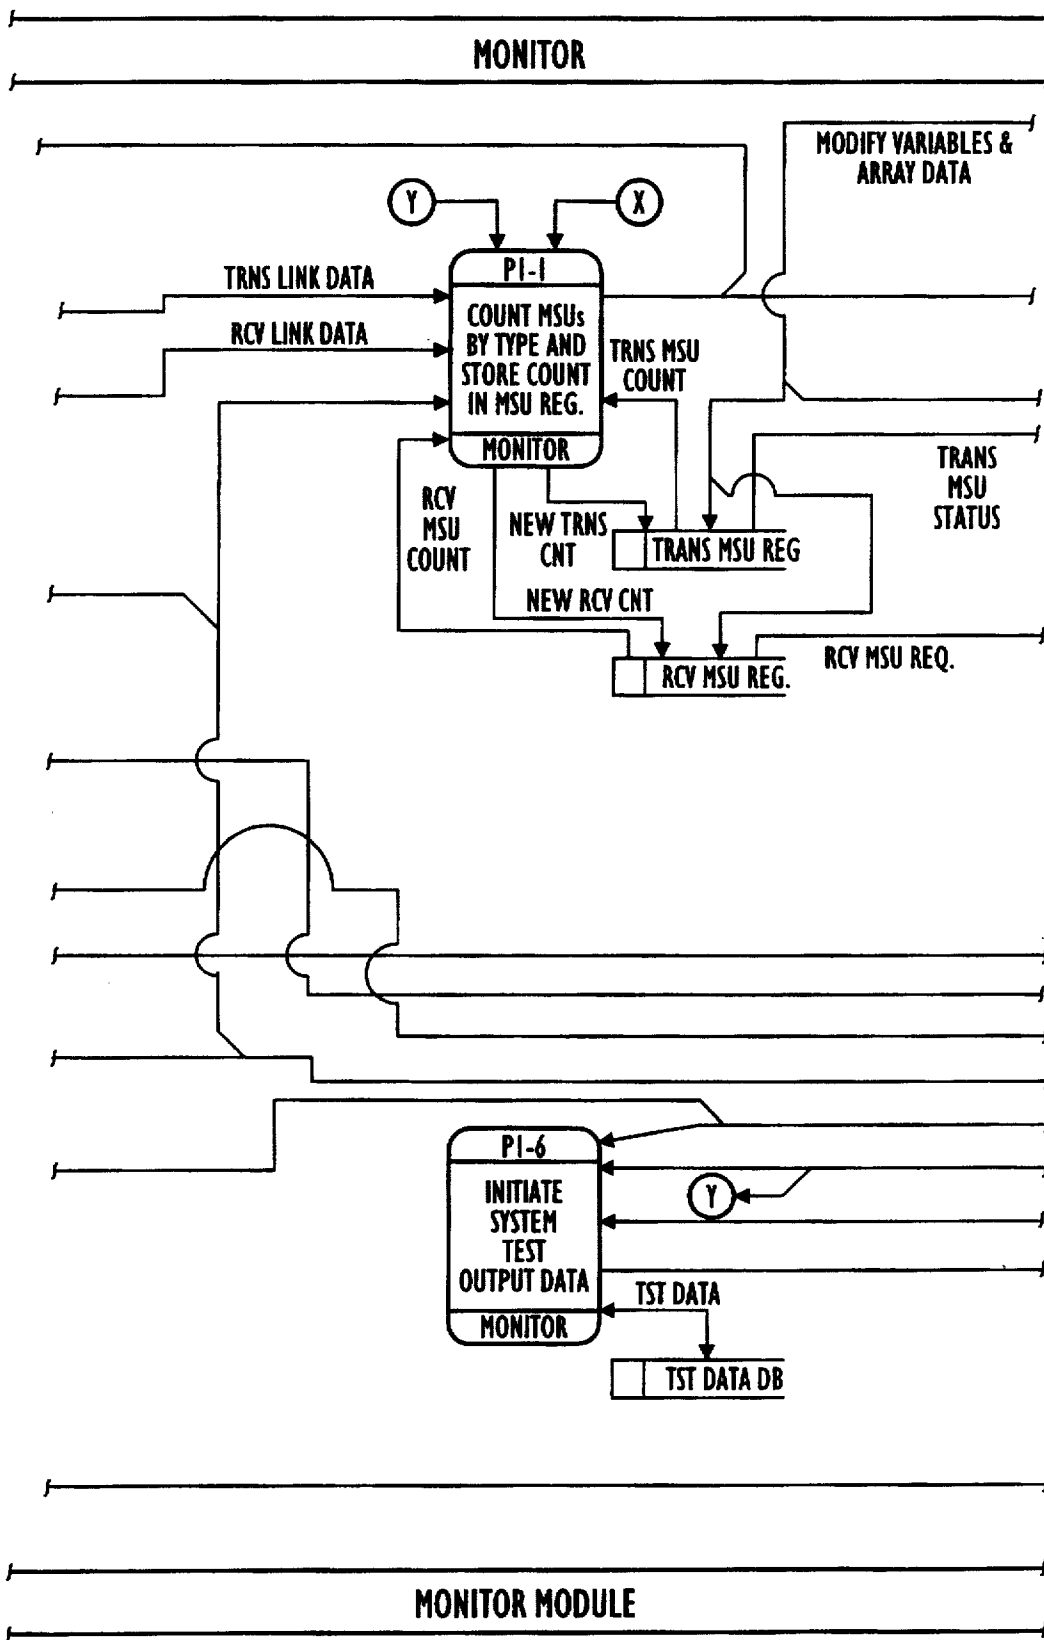 MONITOR
MODIFY VARIABLES &
ARRAY DATA
Y
X
P1-1
TRNS LINK DATA
RCV LINK DATA
COUNT MSUs
BY TYPE AND
STORE COUNT
IN MSU REG.
MONITOR
TRNS MSU
COUNT
TRANS
MSU
STATUS
RCV
MSU
COUNT
NEW TRNS
CNT
TRANS MSU REG
NEW RCV CNT
RCV MSU REQ.
RCV MSU REG.
P1-6
INITIATE
SYSTEM
TEST
OUTPUT DATA
MONITOR
Y
TST DATA
TST DATA DB
MONITOR MODULE